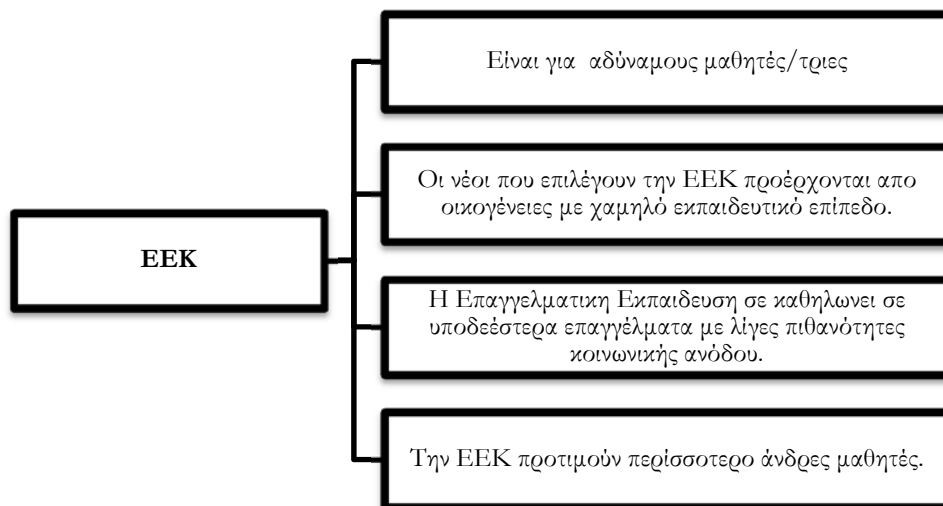 Είναι για αδύναμους μαθητές/τριες
Οι νέοι που επιλέγουν την ΕΕΚ προέρχονται απο
οικογένειες με χαμηλό εκπαιδευτικό επίπεδο.
ΕΕΚ
Η Επαγγελματικη Εκπαιδευση σε καθηλωνει σε
υποδεέστερα επαγγέλματα με λίγες πιθανότητες
κοινωνικής ανόδου.
Την ΕΕΚ προτιμούν περίσσοτερο άνδρες μαθητές.